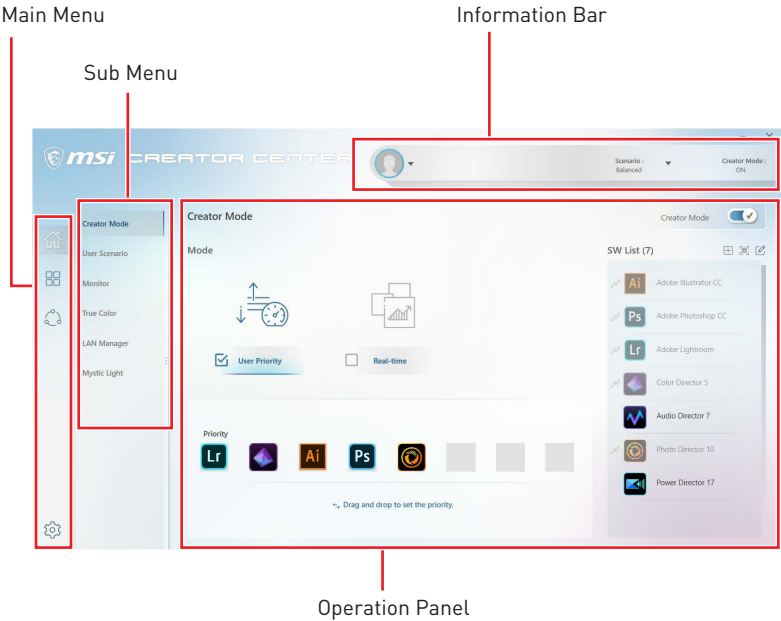 Main Menu
Information Bar
Sub Menu
msi CREATOR CENTER
Scenario :
Balanced
Creator Mode :
ON
Creator Mode
User Scenario
Monitor
True Color
LAN Manager
Mystic Light
Creator Mode
Creator Mode
Mode
User Priority
Real-time
Priority
Lr
Ai
Ps
Drag and drop to set the priority.
SW List (7)
Ai Adobe Illustrator CC
Ps Adobe Photoshop CC
Lr Adobe Lightroom
Color Director 5
Audio Director 7
Photo Director 10
Power Director 17
Operation Panel